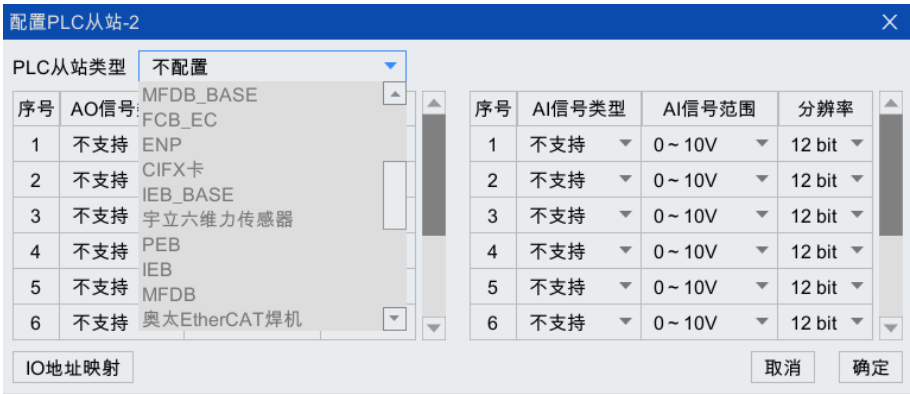 配置PLC从站-2
PLC从站类型 不配置
MFDB_BASE
FCB_EC
ENP
CIFX卡
IEB_BASE
宇立六维力传感器
PEB
IEB
MFDB
奥太EtherCAT焊机
序号 AO信号
1 不支持
2 不支持
3 不支持
4 不支持
5 不支持
6 不支持
序号 AI信号类型 AI信号范围 分辨率
1 不支持 0~10V 12 bit
2 不支持 0~10V 12 bit
3 不支持 0~10V 12 bit
4 不支持 0~10V 12 bit
5 不支持 0~10V 12 bit
6 不支持 0~10V 12 bit
IO地址映射 取消 确定